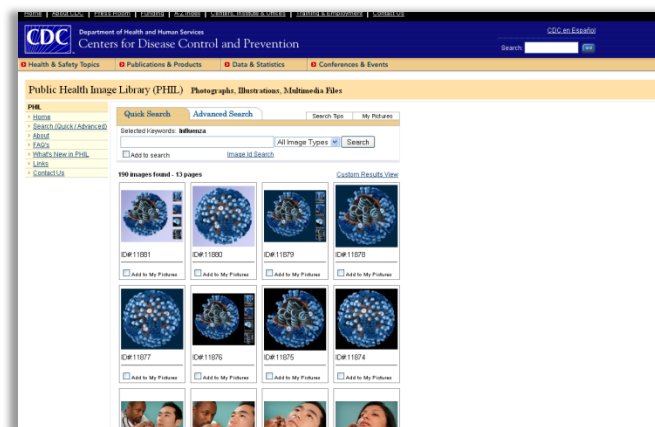 Home | About CDC | Press Room | Funding | A-Z Index | Centers, Institute & Offices | Training & Employment | Contact Us
CDC
Department of Health and Human Services
Centers for Disease Control and Prevention
CDC en Español
Search:
Health & Safety Topics
Publications & Products
Data & Statistics
Conferences & Events
Public Health Image Library (PHIL) Photographs, Illustrations, Multimedia Files
PHIL
Home
Search (Quick / Advanced)
About
FAQ's
What's New in PHIL
Links
Contact Us
Quick Search
Advanced Search
Search Tips
My Pictures
Selected Keywords: Influenza
All Image Types
Search
Add to search
Image Id Search
190 images found - 13 pages
Custom Results View
ID#:11881
ID#:11880
ID#:11879
ID#:11878
Add to My Pictures
Add to My Pictures
Add to My Pictures
Add to My Pictures
ID#:11877
ID#:11876
ID#:11875
ID#:11874
Add to My Pictures
Add to My Pictures
Add to My Pictures
Add to My Pictures